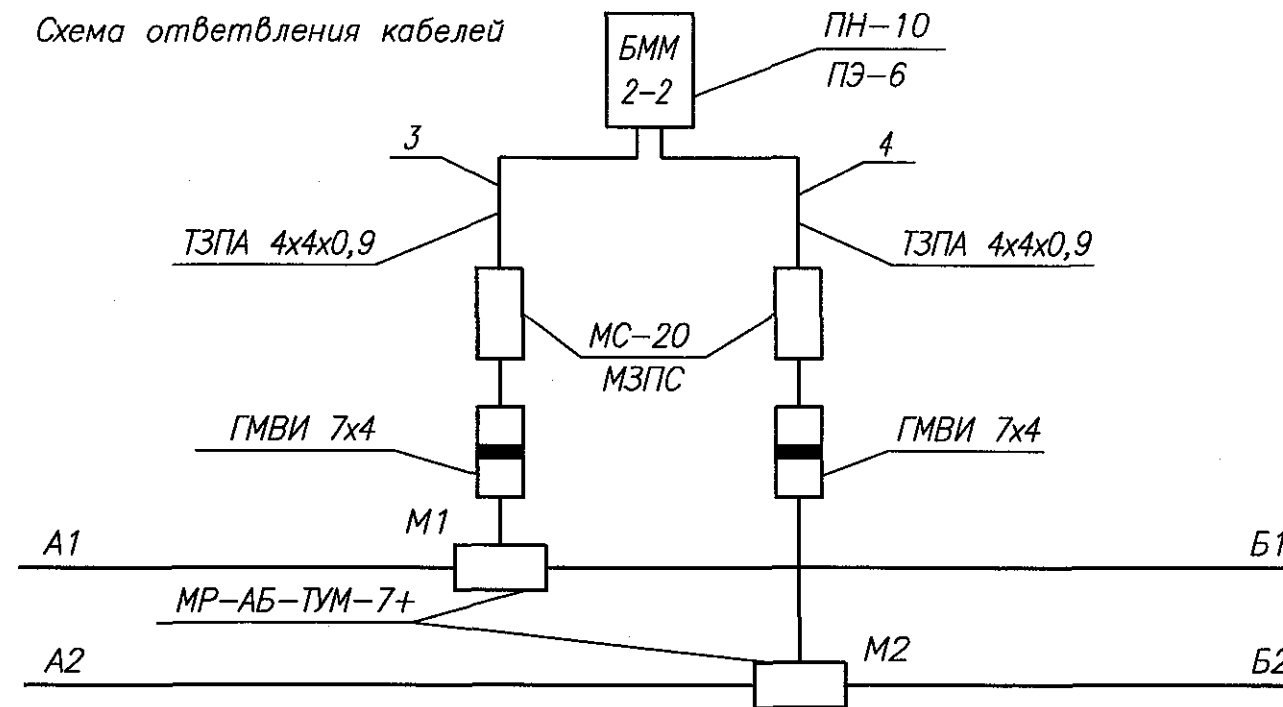 Схема ответвления кабелей
БММ
2-2
ПН-10
ПЭ-6
3
4
ТЗПА 4х4х0,9
ТЗПА 4х4х0,9
МС-20
МЗПС
ГМВИ 7х4
ГМВИ 7х4
М1
А1
Б1
МР-АБ-ТУМ-7+
А2
М2
Б2